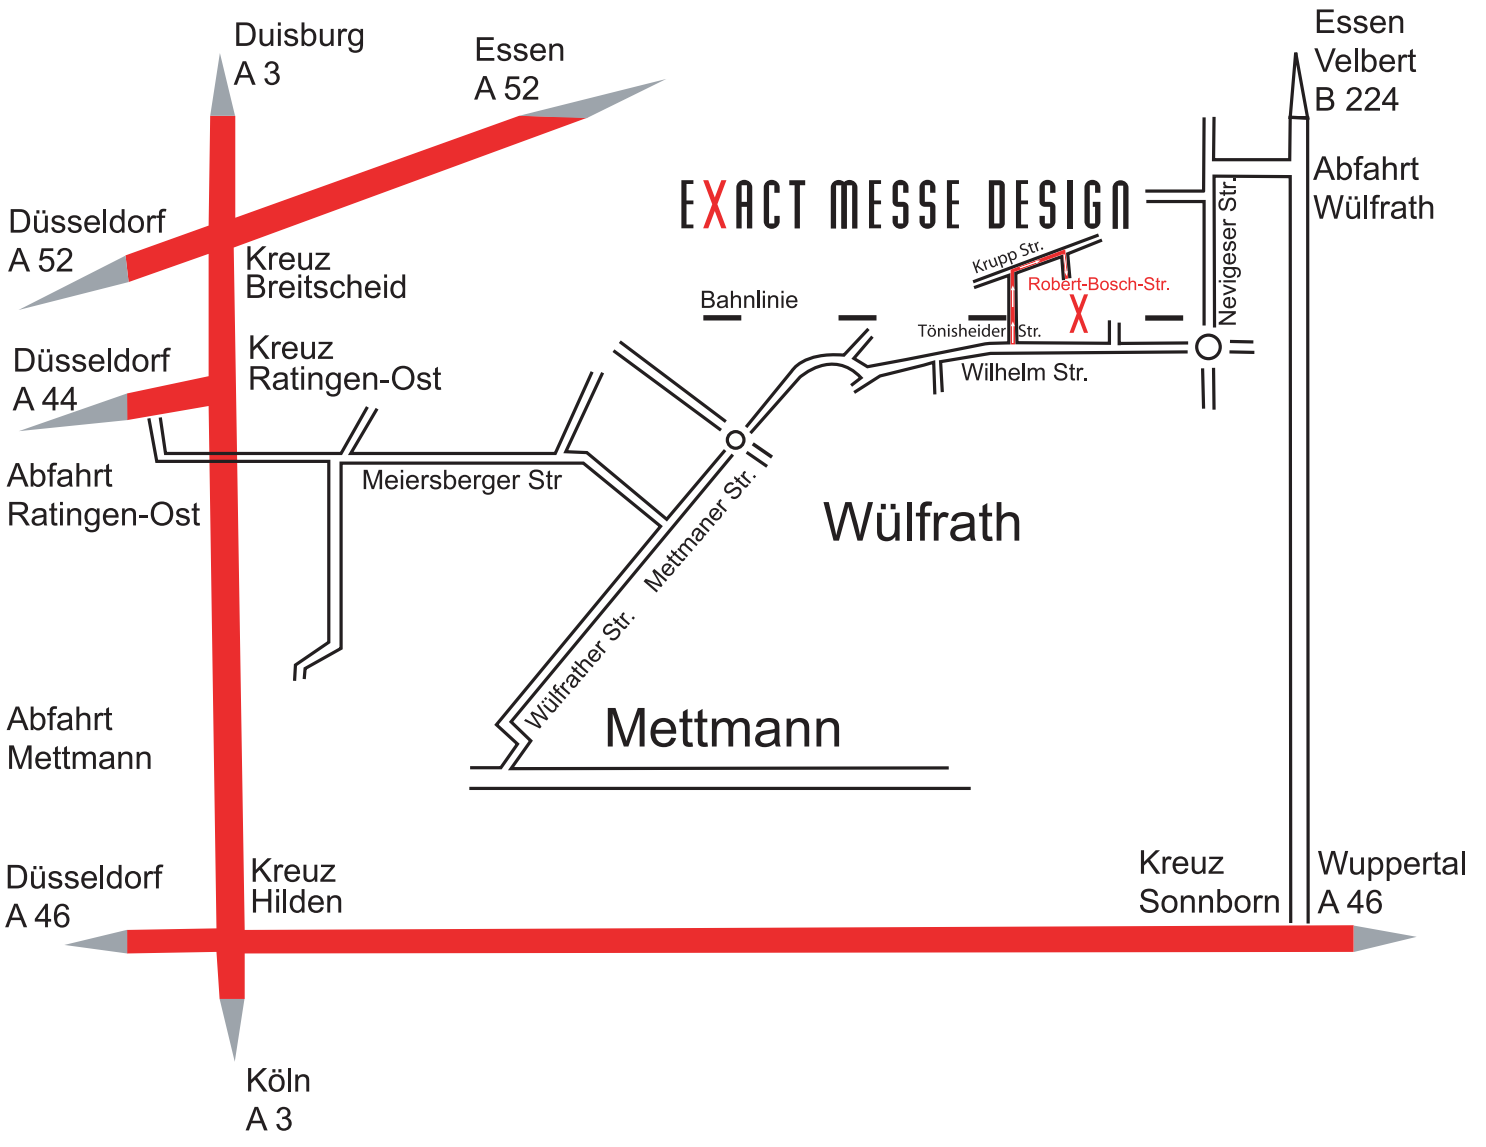 Duisburg
A 3
Essen
A 52
Essen
Velbert
B 224
Abfahrt
Wülfrath
EXACT MESSE DESIGN
Düsseldorf
A 52
Kreuz
Breitscheid
Nevigeser Str.
Krupp Str.
Robert-Bosch-Str.
X
Bahnlinie
Tönisheider Str.
Wilhelm Str.
Düsseldorf
A 44
Kreuz
Ratingen-Ost
Abfahrt
Ratingen-Ost
Meiersberger Str
Mettmaner Str.
Wülfrath
Wülfrather Str.
Mettmann
Abfahrt
Mettmann
Düsseldorf
A 46
Kreuz
Hilden
Kreuz
Sonnborn
Wuppertal
A 46
Köln
A 3